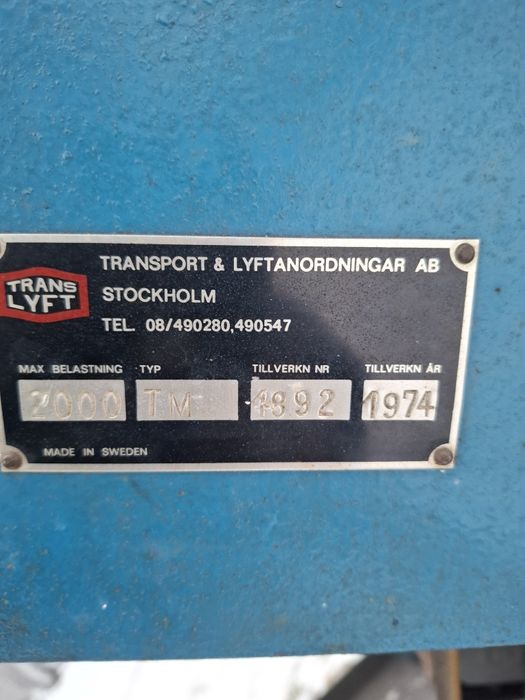 TRANS
LYFT
TRANSPORT & LYFTANORDNINGAR AB
STOCKHOLM
TEL. 08/490280,490547
MAX BELASTNING TYP TILLVERKN NR TILLVERKN ÅR
2000 TM 4892 1974
MADE IN SWEDEN